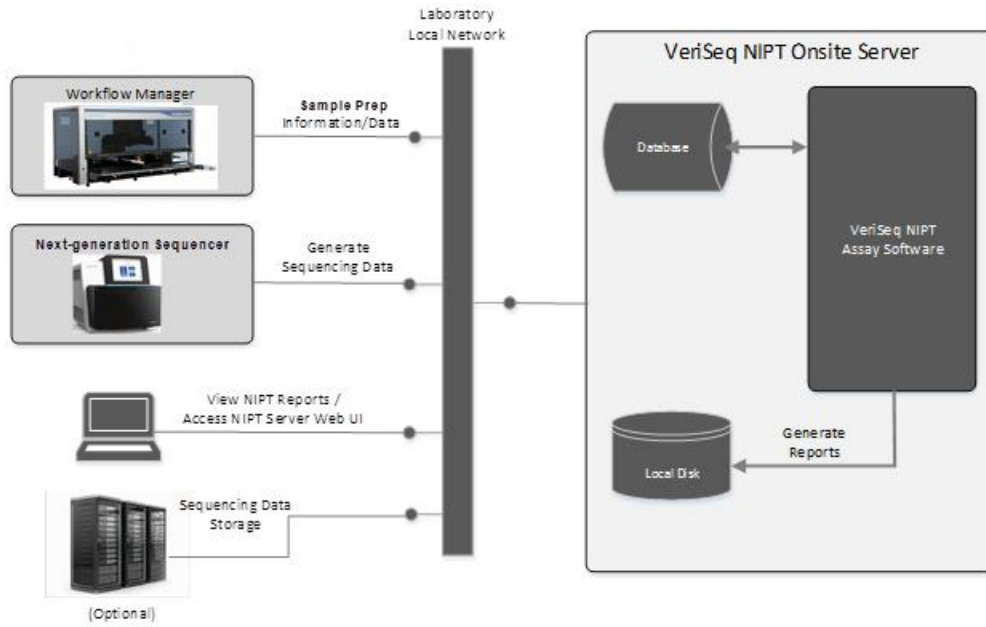 Laboratory
Local Network
VeriSeq NIPT Onsite Server
Workflow Manager
Sample Prep
Information/Data
Database
VeriSeq NIPT
Assay Software
Next-generation Sequencer
Generate
Sequencing Data
View NIPT Reports /
Access NIPT Server Web UI
Generate
Reports
Local Disk
Sequencing Data
Storage
(Optional)